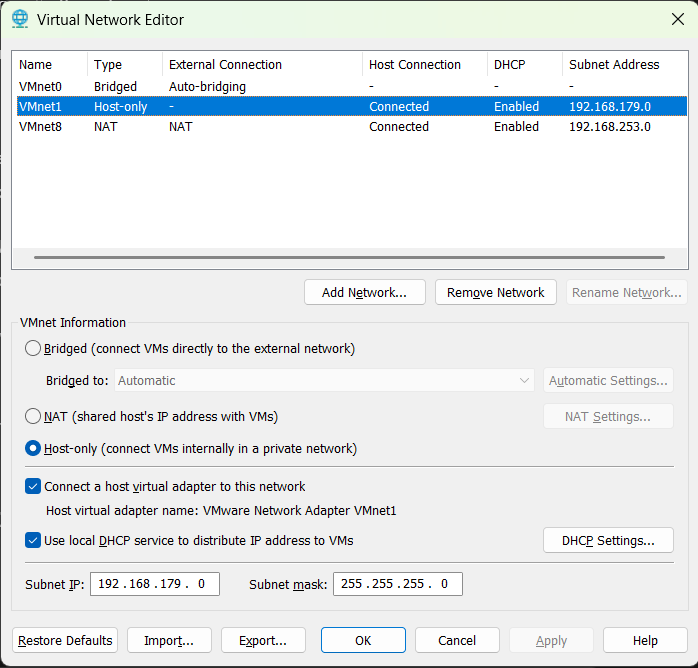 Virtual Network Editor
Name Type External Connection Host Connection DHCP Subnet Address
VMnet0 Bridged Auto-bridging - - -
VMnet1 Host-only - Connected Enabled 192.168.179.0
VMnet8 NAT NAT Connected Enabled 192.168.253.0
Add Network... Remove Network Rename Network...
VMnet Information
Bridged (connect VMs directly to the external network)
Bridged to: Automatic Automatic Settings...
NAT (shared host's IP address with VMs) NAT Settings...
Host-only (connect VMs internally in a private network)
Connect a host virtual adapter to this network
Host virtual adapter name: VMware Network Adapter VMnet1
Use local DHCP service to distribute IP address to VMs DHCP Settings...
Subnet IP: 192 . 168 . 179 . 0 Subnet mask: 255 . 255 . 255 . 0
Restore Defaults Import... Export... OK Cancel Apply Help